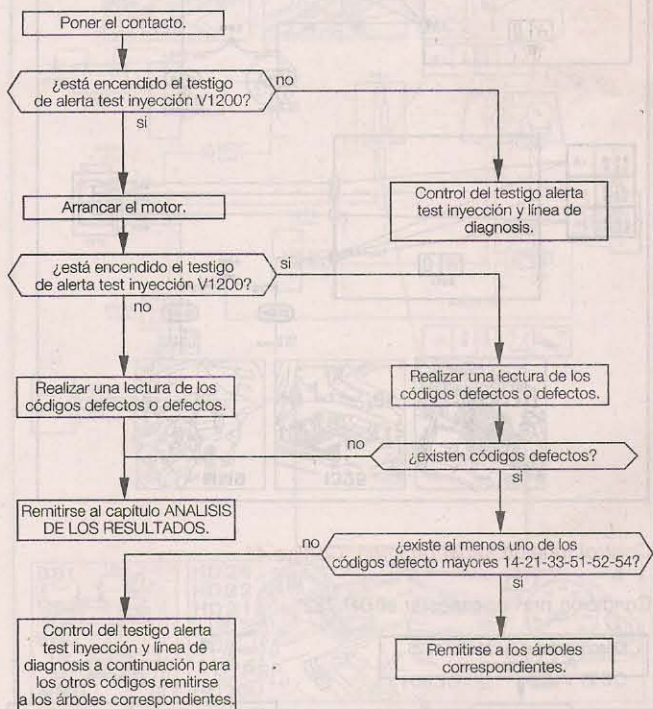 Poner el contacto.
¿está encendido el testigo
de alerta test inyección V1200?
no
si
Control del testigo alerta
test inyección y línea de
diagnosis.
Arrancar el motor.
¿está encendido el testigo
de alerta test inyección V1200?
si
no
Realizar una lectura de los
códigos defectos o defectos.
Realizar una lectura de los
códigos defectos o defectos.
no
¿existen códigos defectos?
si
Remitirse al capítulo ANALISIS
DE LOS RESULTADOS.
no
¿existe al menos uno de los
códigos defecto mayores 14-21-33-51-52-54?
si
Control del testigo alerta
test inyección y línea de
diagnosis a continuación para
los otros códigos remitirse
a los árboles correspondientes.
Remitirse a los árboles
correspondientes.